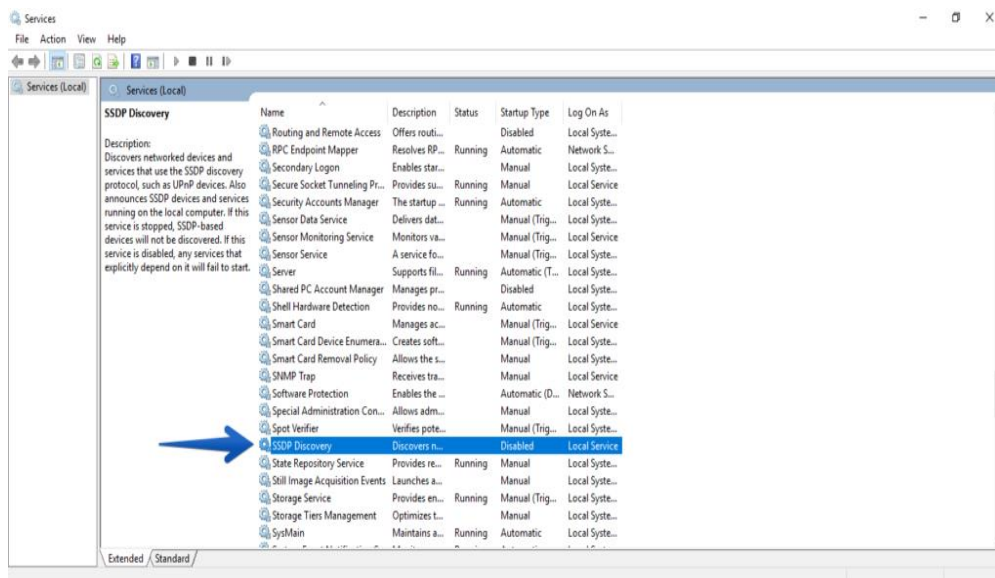 Services
File Action View Help
Services (Local)
Services (Local)
SSDP Discovery
Description:
Discovers networked devices and
services that use the SSDP discovery
protocol, such as UPnP devices. Also
announces SSDP devices and services
running on the local computer. If this
service is stopped, SSDP-based
devices will not be discovered. If this
service is disabled, any services that
explicitly depend on it will fail to start.
Name Description Status Startup Type Log On As
Routing and Remote Access Offers routi... Disabled Local Syste...
RPC Endpoint Mapper Resolves RP... Running Automatic Network S...
Secondary Logon Enables star... Manual Local Syste...
Secure Socket Tunneling Pr... Provides su... Running Manual Local Service
Security Accounts Manager The startup ... Running Automatic Local Syste...
Sensor Data Service Delivers dat... Manual (Trig... Local Syste...
Sensor Monitoring Service Monitors va... Manual (Trig... Local Service
Sensor Service A service fo... Manual (Trig... Local Syste...
Server Supports fil... Running Automatic (T... Local Syste...
Shared PC Account Manager Manages pr... Disabled Local Syste...
Shell Hardware Detection Provides no... Running Automatic Local Syste...
Smart Card Manages ac... Manual (Trig... Local Service
Smart Card Device Enumera... Creates soft... Manual (Trig... Local Syste...
Smart Card Removal Policy Allows the s... Manual Local Syste...
SNMP Trap Receives tra... Manual Local Service
Software Protection Enables the ... Automatic (D... Network S...
Special Administration Con... Allows adm... Manual Local Syste...
Spot Verifier Verifies pote... Manual (Trig... Local Syste...
SSDP Discovery Discovers n... Disabled Local Service
State Repository Service Provides re... Running Manual Local Syste...
Still Image Acquisition Events Launches a... Manual Local Syste...
Storage Service Provides en... Running Manual (Trig... Local Syste...
Storage Tiers Management Optimizes t... Manual Local Syste...
SysMain Maintains a... Running Automatic Local Syste...
Extended Standard